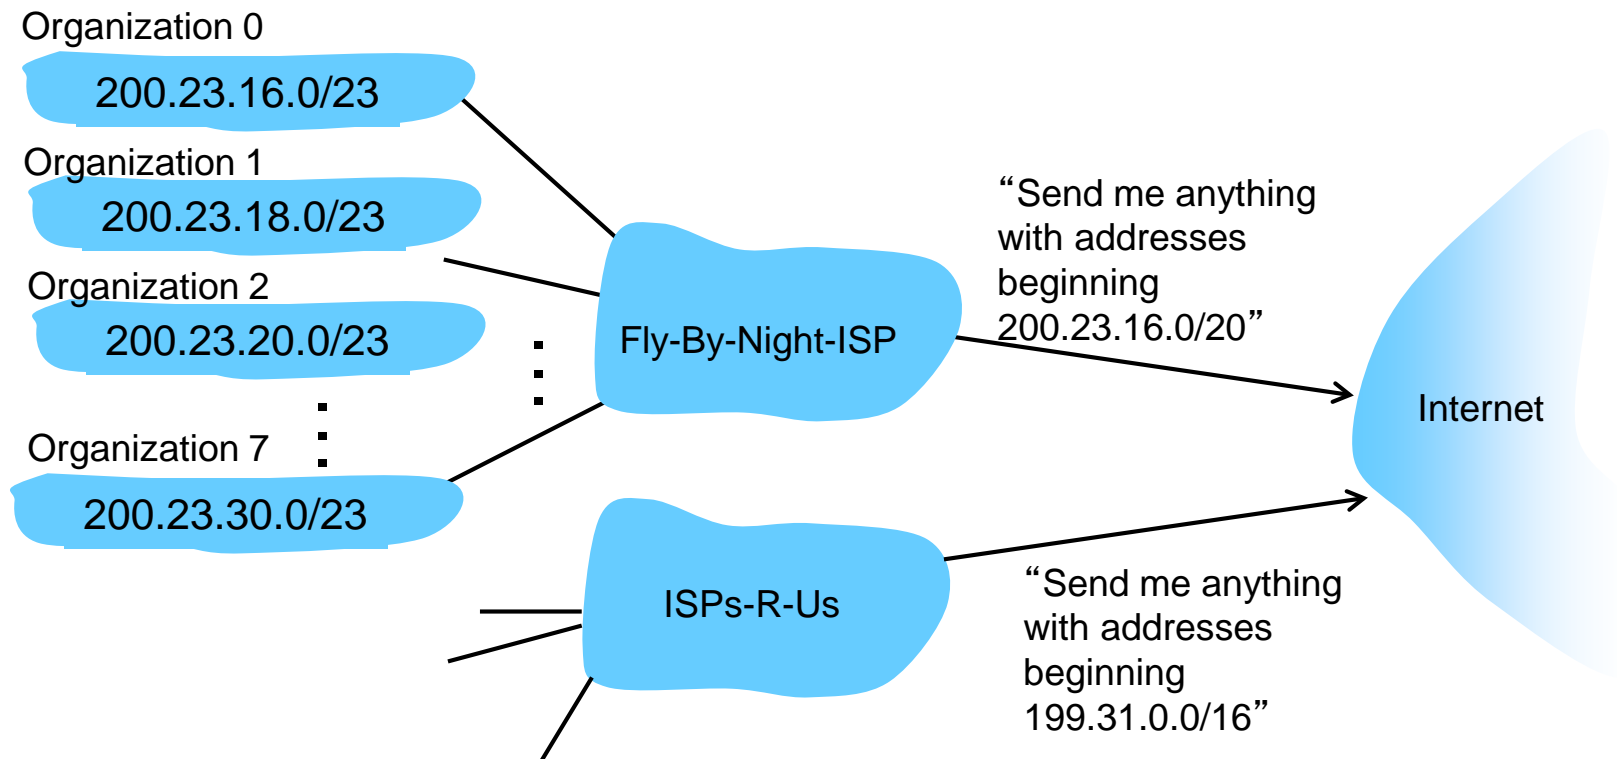 Organization 0
200.23.16.0/23
Organization 1
200.23.18.0/23
Organization 2
200.23.20.0/23
Organization 7
200.23.30.0/23
Fly-By-Night-ISP
“Send me anything
with addresses
beginning
200.23.16.0/20”
Internet
ISPs-R-Us
“Send me anything
with addresses
beginning
199.31.0.0/16”